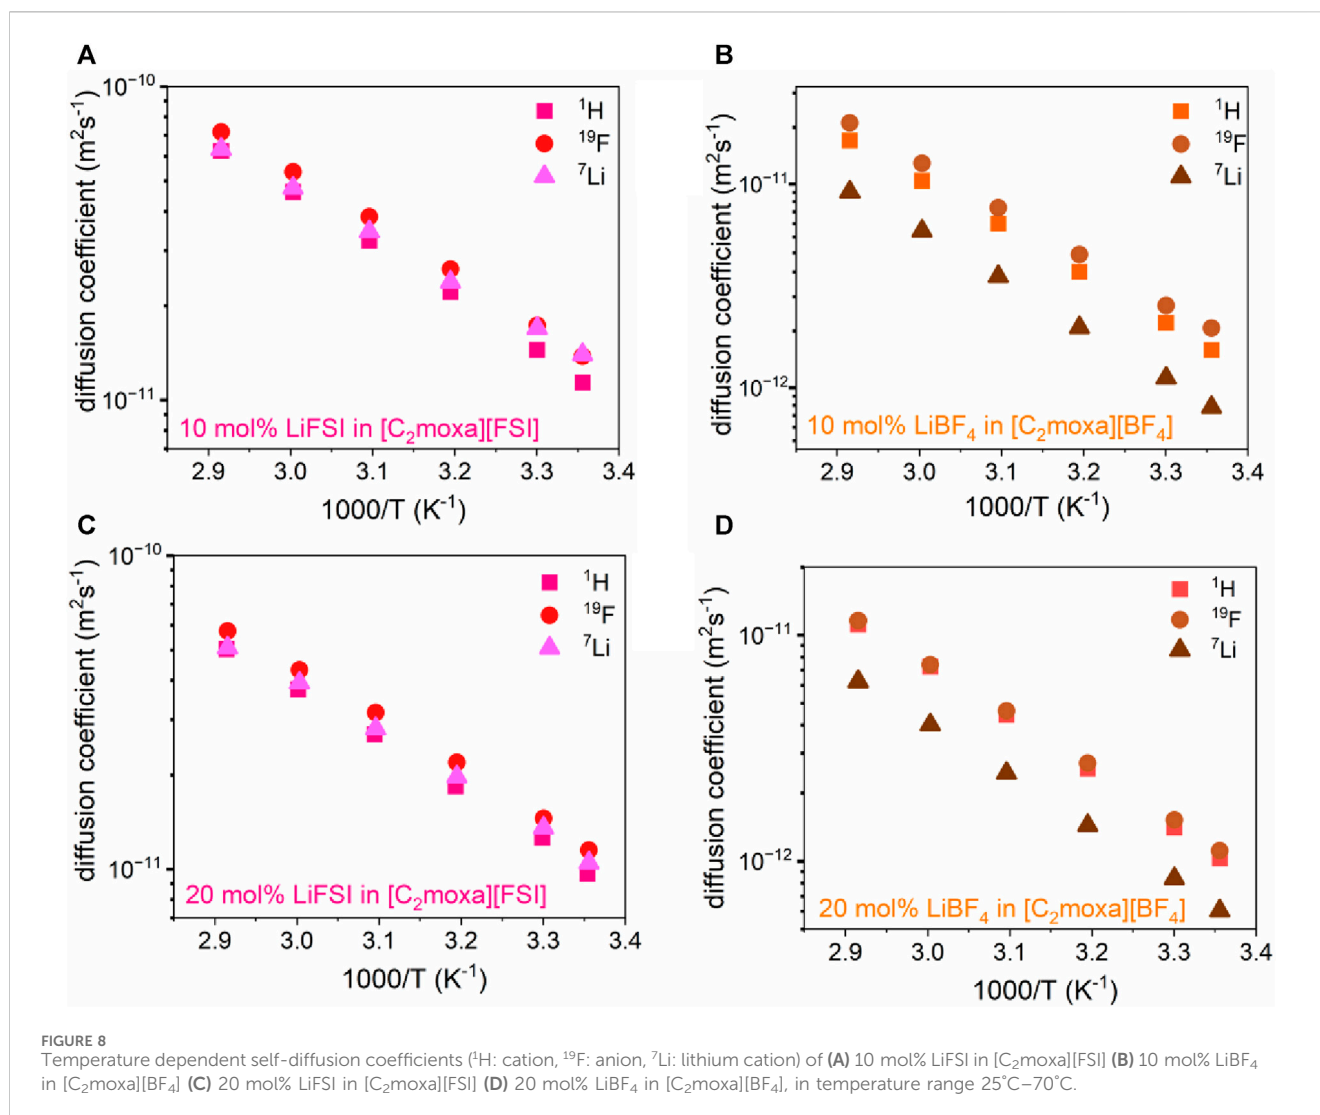 A
10⁻¹⁰
10⁻¹¹
diffusion coefficient (m²s⁻¹)
¹H
¹⁹F
⁷Li
10 mol% LiFSI in [C₂moxa][FSI]
2.9 3.0 3.1 3.2 3.3 3.4
1000/T (K⁻¹)
B
10⁻¹¹
10⁻¹²
diffusion coefficient (m²s⁻¹)
¹H
¹⁹F
⁷Li
10 mol% LiBF₄ in [C₂moxa][BF₄]
2.9 3.0 3.1 3.2 3.3 3.4
1000/T (K⁻¹)
C
10⁻¹⁰
10⁻¹¹
diffusion coefficient (m²s⁻¹)
¹H
¹⁹F
⁷Li
20 mol% LiFSI in [C₂moxa][FSI]
2.9 3.0 3.1 3.2 3.3 3.4
1000/T (K⁻¹)
D
10⁻¹¹
10⁻¹²
diffusion coefficient (m²s⁻¹)
¹H
¹⁹F
⁷Li
20 mol% LiBF₄ in [C₂moxa][BF₄]
2.9 3.0 3.1 3.2 3.3 3.4
1000/T (K⁻¹)
FIGURE 8
Temperature dependent self-diffusion coefficients (¹H: cation, ¹⁹F: anion, ⁷Li: lithium cation) of (A) 10 mol% LiFSI in [C₂moxa][FSI] (B) 10 mol% LiBF₄
in [C₂moxa][BF₄] (C) 20 mol% LiFSI in [C₂moxa][FSI] (D) 20 mol% LiBF₄ in [C₂moxa][BF₄], in temperature range 25°C–70°C.